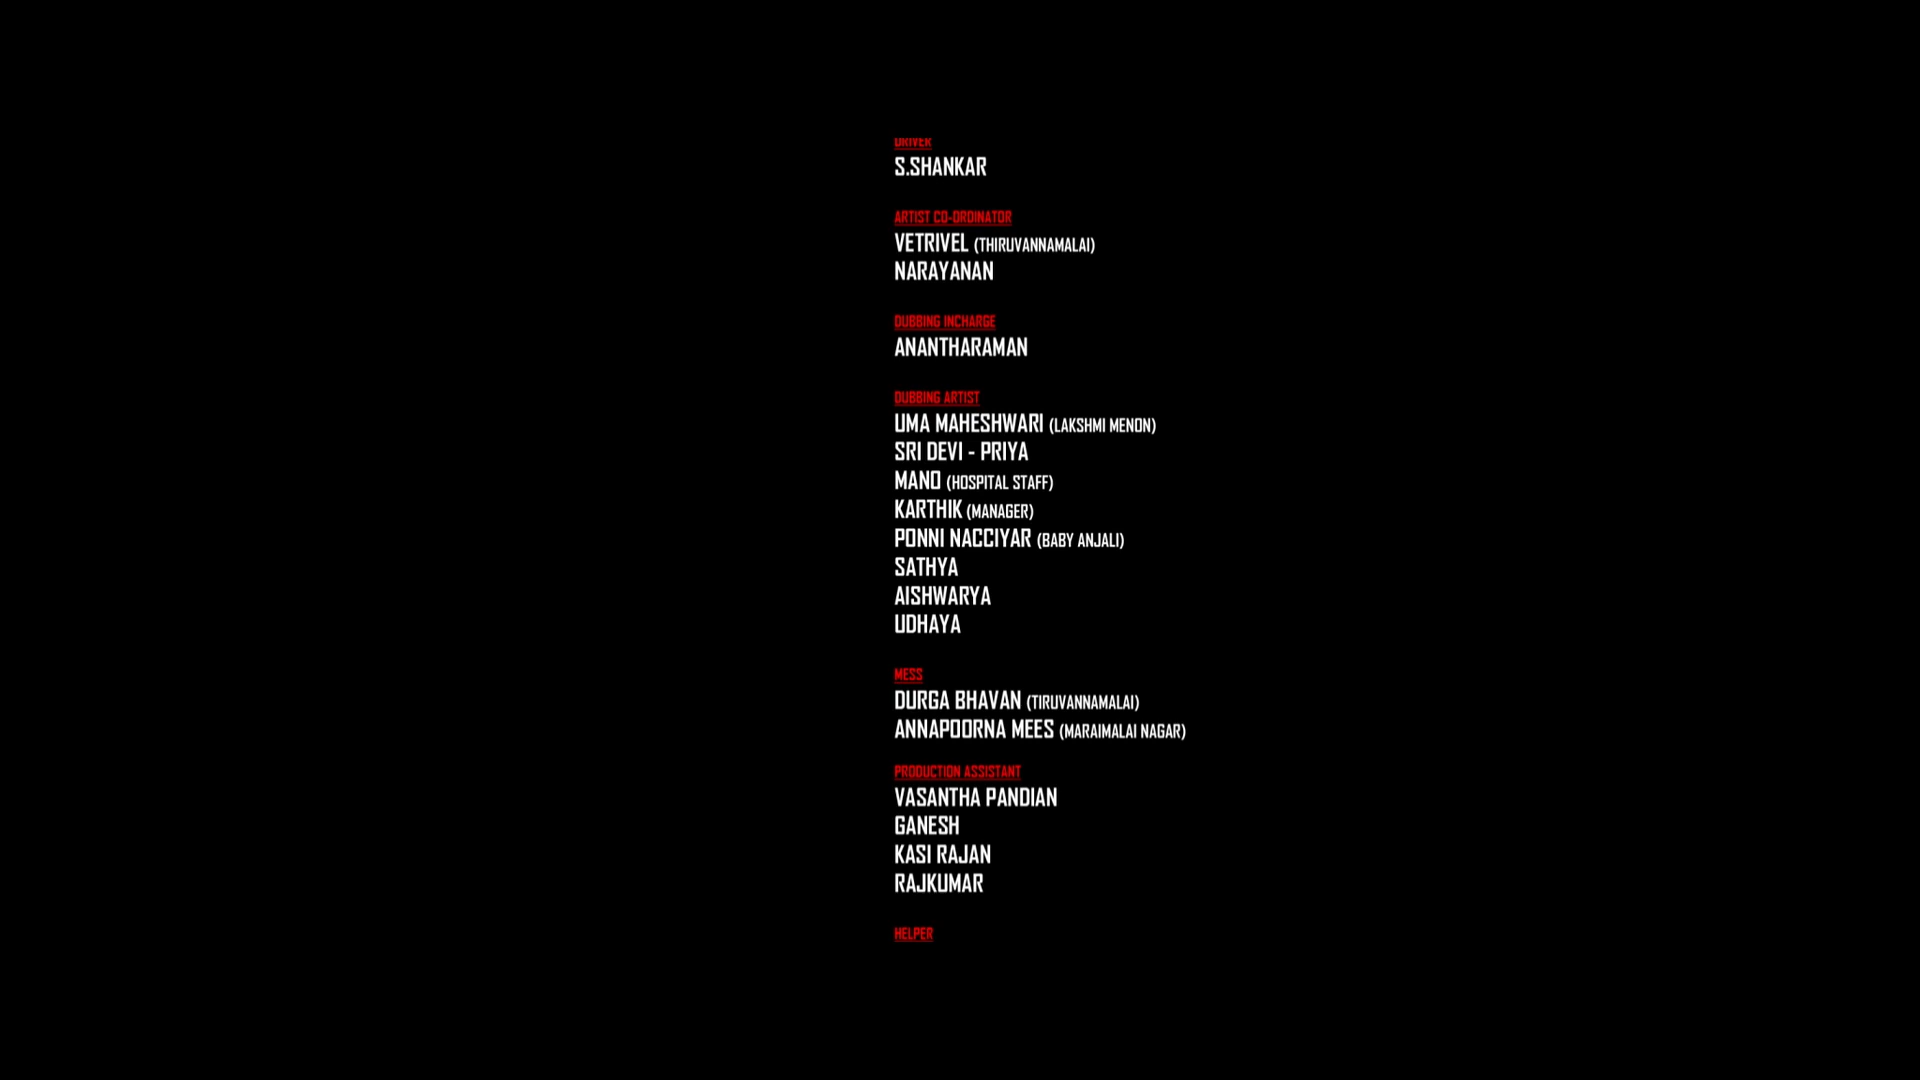 DRIVER
S.SHANKAR
ARTIST CO-ORDINATOR
VETRIVEL (THIRUVANNAMALAI)
NARAYANAN
DUBBING INCHARGE
ANANTHARAMAN
DUBBING ARTIST
UMA MAHESHWARI (LAKSHMI MENON)
SRI DEVI - PRIYA
MANO (HOSPITAL STAFF)
KARTHIK (MANAGER)
PONNI NACCIYAR (BABY ANJALI)
SATHYA
AISHWARYA
UDHAYA
MESS
DURGA BHAVAN (TIRUVANNAMALAI)
ANNAPOORNA MEES (MARAIMALAI NAGAR)
PRODUCTION ASSISTANT
VASANTHA PANDIAN
GANESH
KASI RAJAN
RAJKUMAR
HELPER